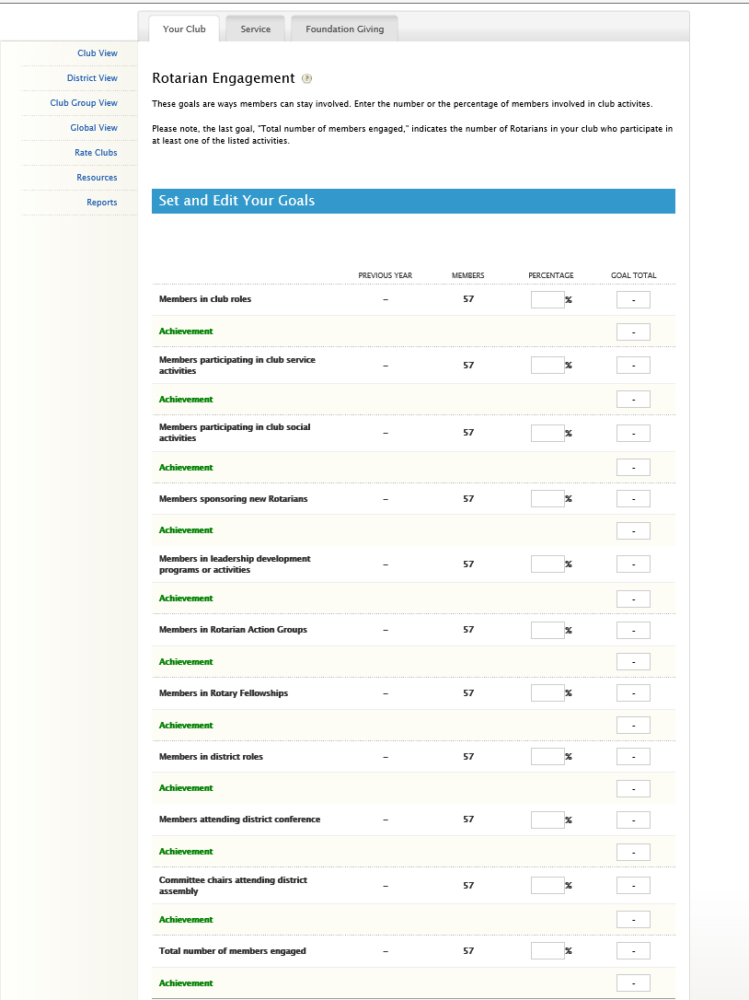 Your Club
Service
Foundation Giving
Club View
District View
Club Group View
Global View
Rate Clubs
Resources
Reports
Rotarian Engagement ?
These goals are ways members can stay involved. Enter the number or the percentage of members involved in club activites.
Please note, the last goal, "Total number of members engaged," indicates the number of Rotarians in your club who participate in
at least one of the listed activities.
Set and Edit Your Goals
PREVIOUS YEAR MEMBERS PERCENTAGE GOAL TOTAL
Members in club roles – 57 % -
Achievement -
Members participating in club service
activities – 57 % -
Achievement -
Members participating in club social
activities – 57 % -
Achievement -
Members sponsoring new Rotarians – 57 % -
Achievement -
Members in leadership development
programs or activities – 57 % -
Achievement -
Members in Rotarian Action Groups – 57 % -
Achievement -
Members in Rotary Fellowships – 57 % -
Achievement -
Members in district roles – 57 % -
Achievement -
Members attending district conference – 57 % -
Achievement -
Committee chairs attending district
assembly – 57 % -
Achievement -
Total number of members engaged – 57 % -
Achievement -